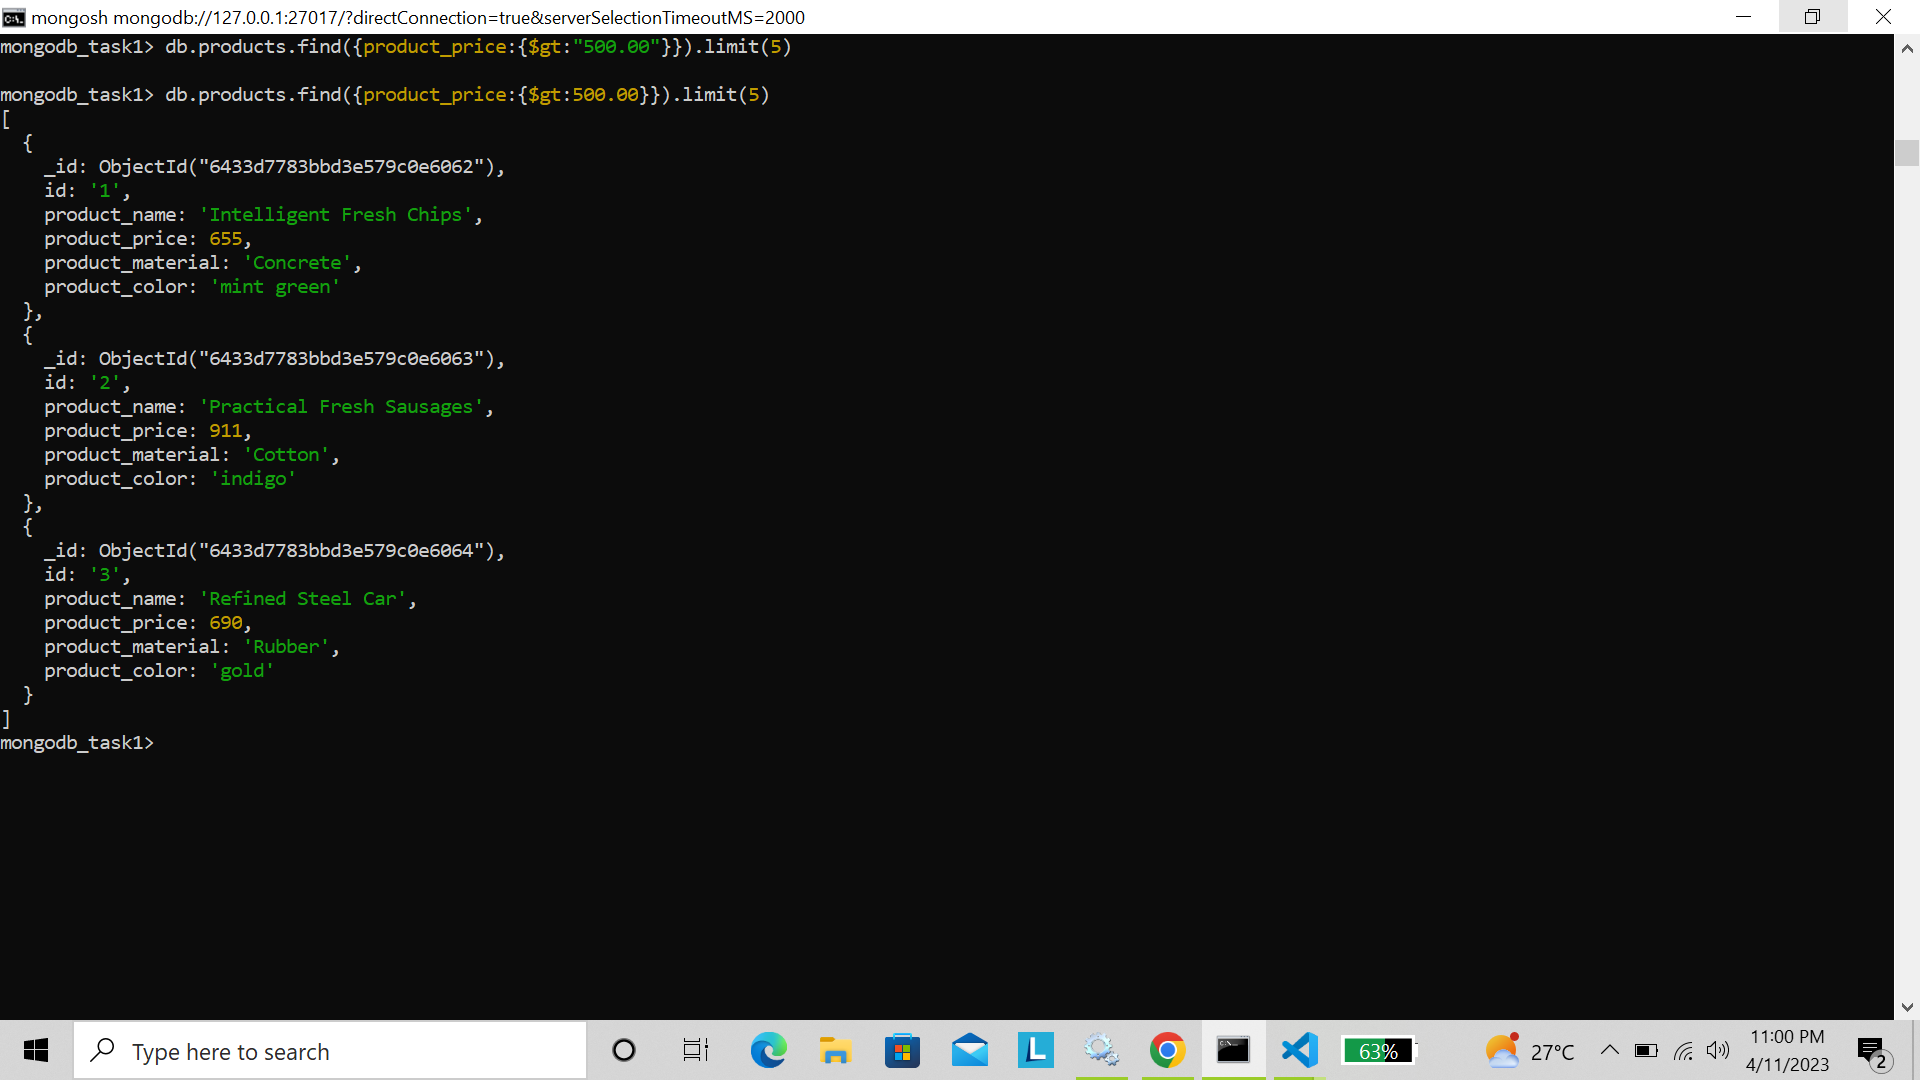 mongosh mongodb://127.0.0.1:27017/?directConnection=true&serverSelectionTimeoutMS=2000
mongodb_task1> db.products.find({product_price:{$gt:"500.00"}}).limit(5)
mongodb_task1> db.products.find({product_price:{$gt:500.00}}).limit(5)
[
  {
    _id: ObjectId("6433d7783bbd3e579c0e6062"),
    id: '1',
    product_name: 'Intelligent Fresh Chips',
    product_price: 655,
    product_material: 'Concrete',
    product_color: 'mint green'
  },
  {
    _id: ObjectId("6433d7783bbd3e579c0e6063"),
    id: '2',
    product_name: 'Practical Fresh Sausages',
    product_price: 911,
    product_material: 'Cotton',
    product_color: 'indigo'
  },
  {
    _id: ObjectId("6433d7783bbd3e579c0e6064"),
    id: '3',
    product_name: 'Refined Steel Car',
    product_price: 690,
    product_material: 'Rubber',
    product_color: 'gold'
  }
]
mongodb_task1>
Type here to search
L
63%
27°C
11:00 PM
4/11/2023
2